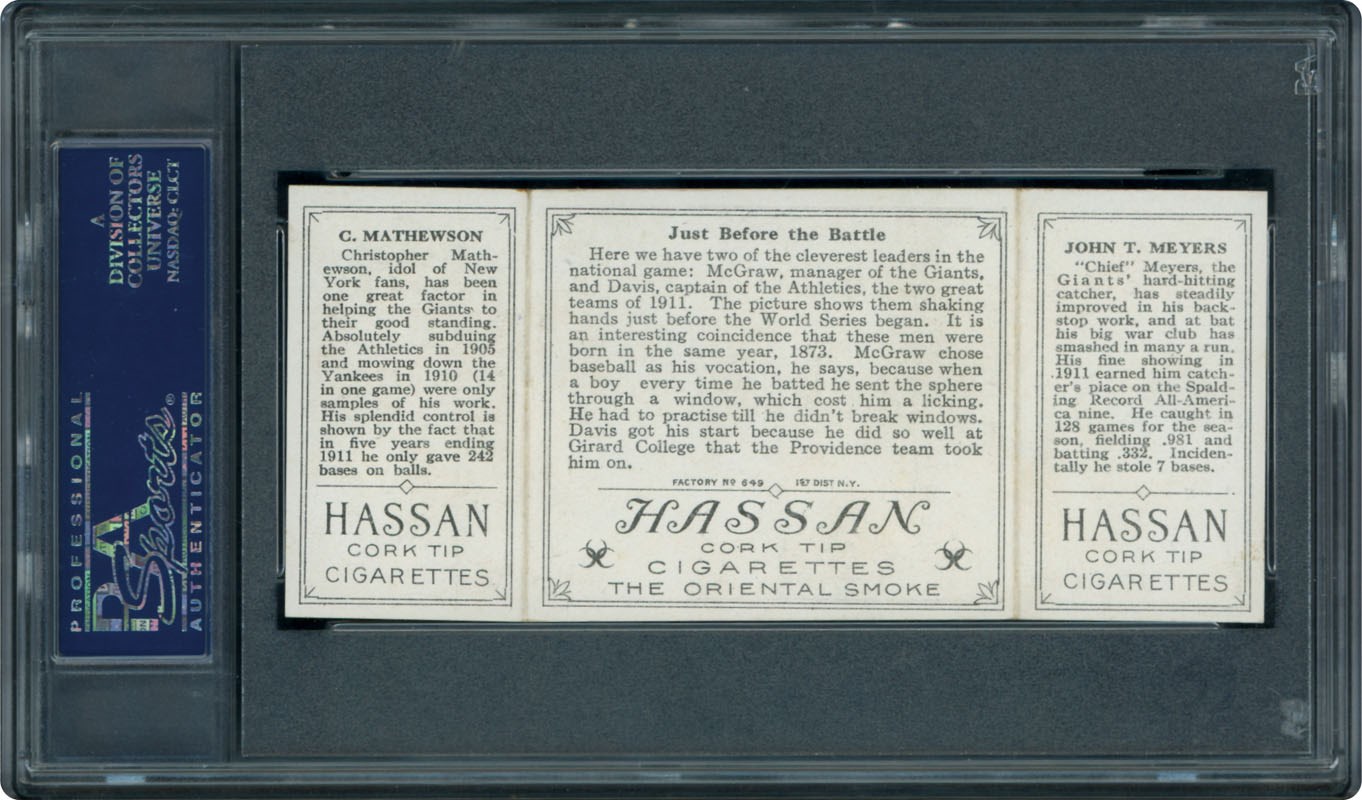 A
DIVISION OF
COLLECTORS
UNIVERSE
NASDAQ: CLCT
PROFESSIONAL
PSA
Sports®
AUTHENTICATOR
C. MATHEWSON
Christopher Math-
ewson, idol of New
York fans, has been
one great factor in
helping the Giants to
their good standing.
Absolutely subduing
the Athletics in 1905
and mowing down the
Yankees in 1910 (14
in one game) were only
samples of his work.
His splendid control is
shown by the fact that
in five years ending
1911 he only gave 242
bases on balls.
HASSAN
CORK TIP
CIGARETTES
Just Before the Battle
Here we have two of the cleverest leaders in the
national game: McGraw, manager of the Giants,
and Davis, captain of the Athletics, the two great
teams of 1911. The picture shows them shaking
hands just before the World Series began. It is
an interesting coincidence that these men were
born in the same year, 1873. McGraw chose
baseball as his vocation, he says, because when
a boy every time he batted he sent the sphere
through a window, which cost him a licking.
He had to practise till he didn't break windows.
Davis got his start because he did so well at
Girard College that the Providence team took
him on.
FACTORY Nº 649 1ST DIST N.Y.
HASSAN
CORK TIP
CIGARETTES
THE ORIENTAL SMOKE
JOHN T. MEYERS
"Chief" Meyers, the
Giants' hard-hitting
catcher, has steadily
improved in his back-
stop work, and at bat
his big war club has
smashed in many a run.
His fine showing in
1911 earned him catch-
er's place on the Spald-
ing Record All-Ameri-
ca nine. He caught in
128 games for the sea-
son, fielding .981 and
batting .332. Inciden-
tally he stole 7 bases.
HASSAN
CORK TIP
CIGARETTES